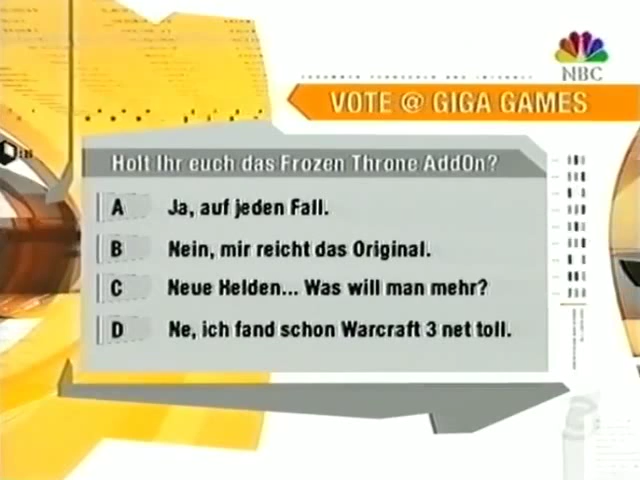 NBC
VOTE @ GIGA GAMES
Holt Ihr euch das Frozen Throne AddOn?
A Ja, auf jeden Fall.
B Nein, mir reicht das Original.
C Neue Helden... Was will man mehr?
D Ne, ich fand schon Warcraft 3 net toll.